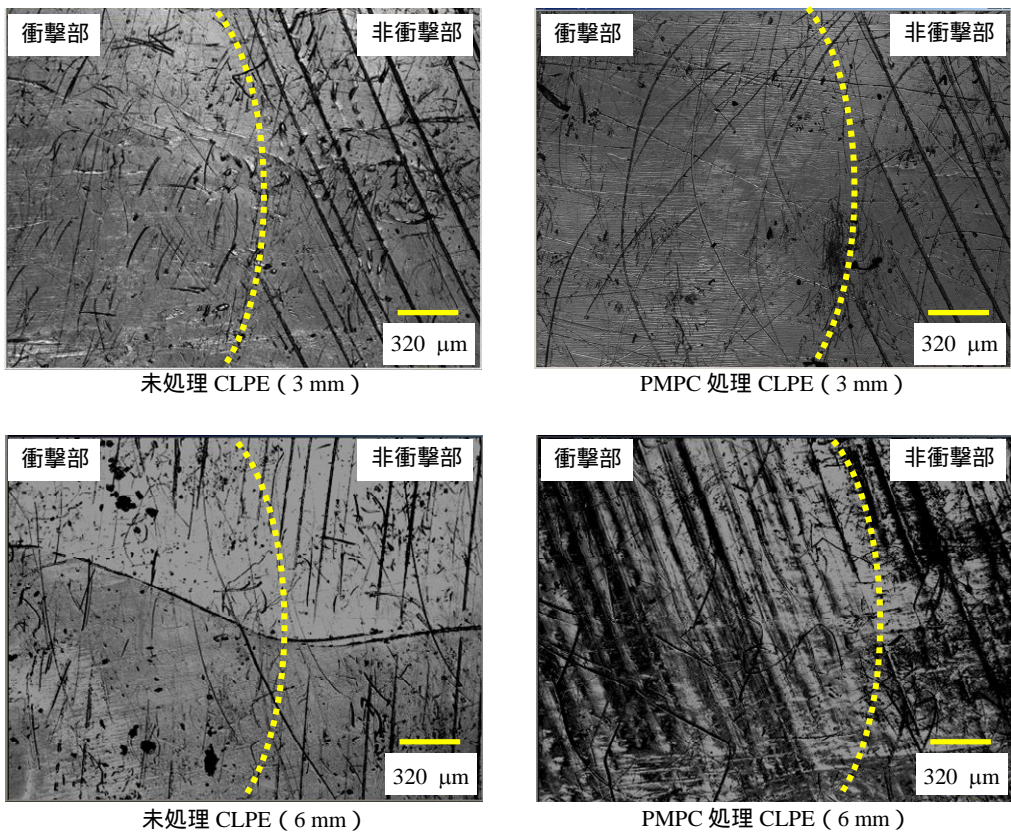 衝撃部 非衝撃部
320 μm
未処理 CLPE ( 3 mm )
衝撃部 非衝撃部
320 μm
PMPC 処理 CLPE ( 3 mm )
衝撃部 非衝撃部
320 μm
未処理 CLPE ( 6 mm )
衝撃部 非衝撃部
320 μm
PMPC 処理 CLPE ( 6 mm )